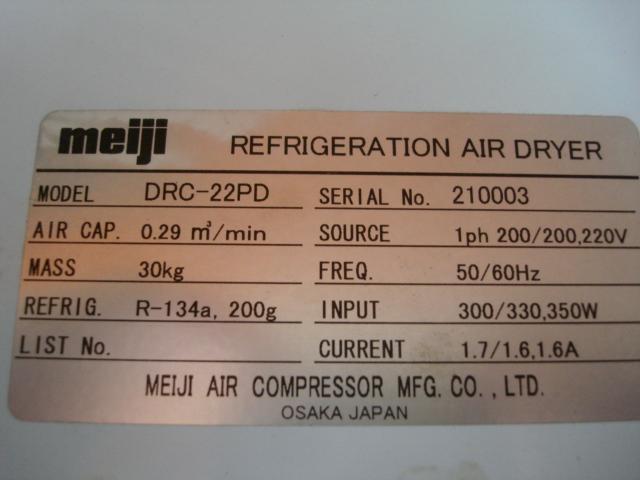 meiji REFRIGERATION AIR DRYER
MODEL DRC-22PD SERIAL No. 210003
AIR CAP. 0.29 m³/min SOURCE 1ph 200/200,220V
MASS 30kg FREQ. 50/60Hz
REFRIG. R-134a, 200g INPUT 300/330,350W
LIST No. CURRENT 1.7/1.6,1.6A
MEIJI AIR COMPRESSOR MFG. CO., LTD.
OSAKA JAPAN